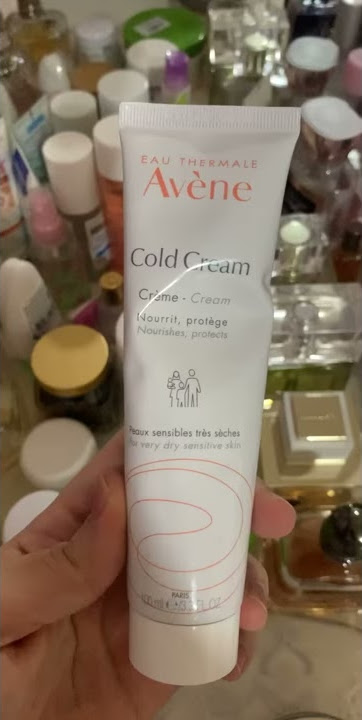 EAU THERMALE
Avène
Cold Cream
Crème - Cream
Nourrit, protège
Nourishes, protects
Peaux sensibles très sèches
For very dry sensitive skin
PARIS